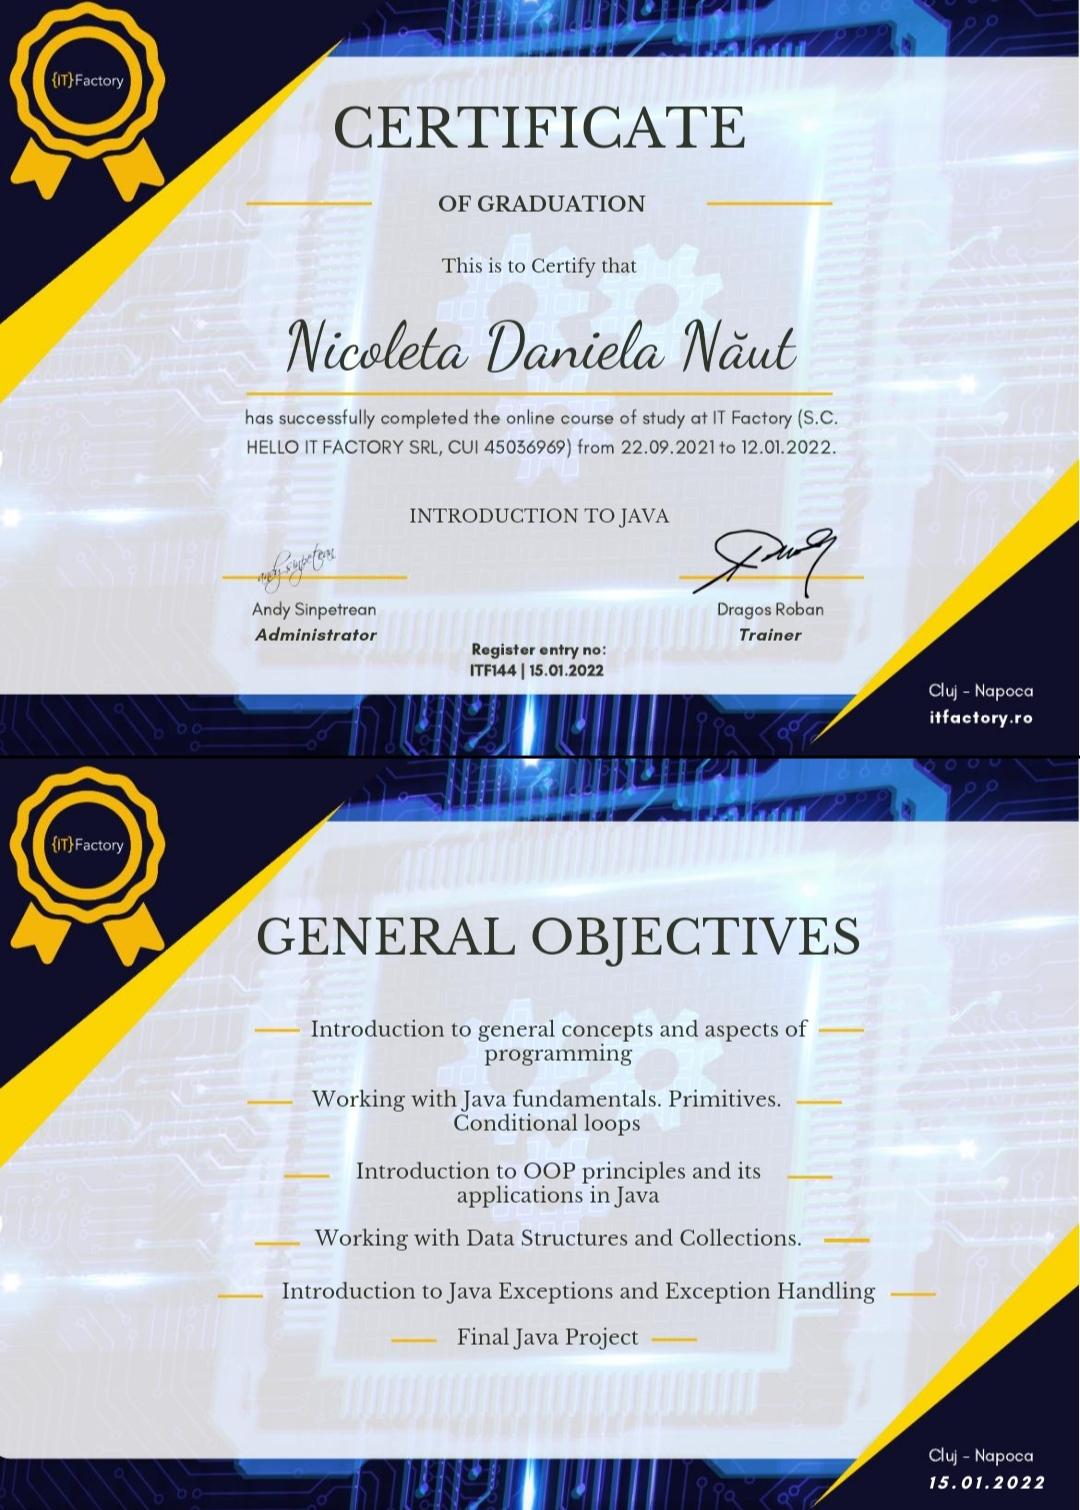 {IT}Factory
CERTIFICATE
OF GRADUATION
This is to Certify that
Nicoleta Daniela Năut
has successfully completed the online course of study at IT Factory (S.C.
HELLO IT FACTORY SRL, CUI 45036969) from 22.09.2021 to 12.01.2022.
INTRODUCTION TO JAVA
andy sinpetean
Andy Sinpetrean
Administrator
Dragos Roban
Trainer
Register entry no:
ITF144 | 15.01.2022
Cluj - Napoca
itfactory.ro
{IT}Factory
GENERAL OBJECTIVES
Introduction to general concepts and aspects of
programming
Working with Java fundamentals. Primitives.
Conditional loops
Introduction to OOP principles and its
applications in Java
Working with Data Structures and Collections.
Introduction to Java Exceptions and Exception Handling
Final Java Project
Cluj - Napoca
15.01.2022